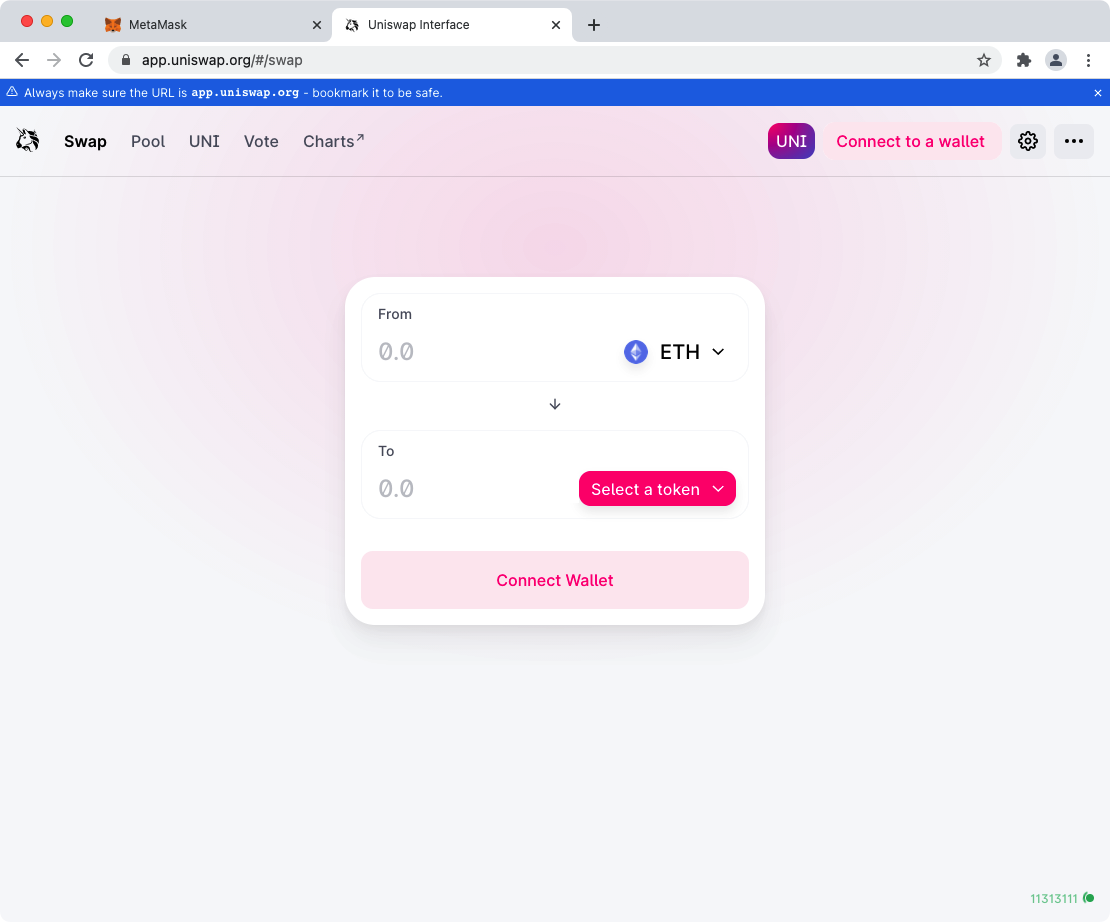 MetaMask
Uniswap Interface
app.uniswap.org/#/swap
Always make sure the URL is app.uniswap.org - bookmark it to be safe.
Swap Pool UNI Vote Charts↗ UNI Connect to a wallet
From
0.0 ETH
To
0.0 Select a token
Connect Wallet
11313111